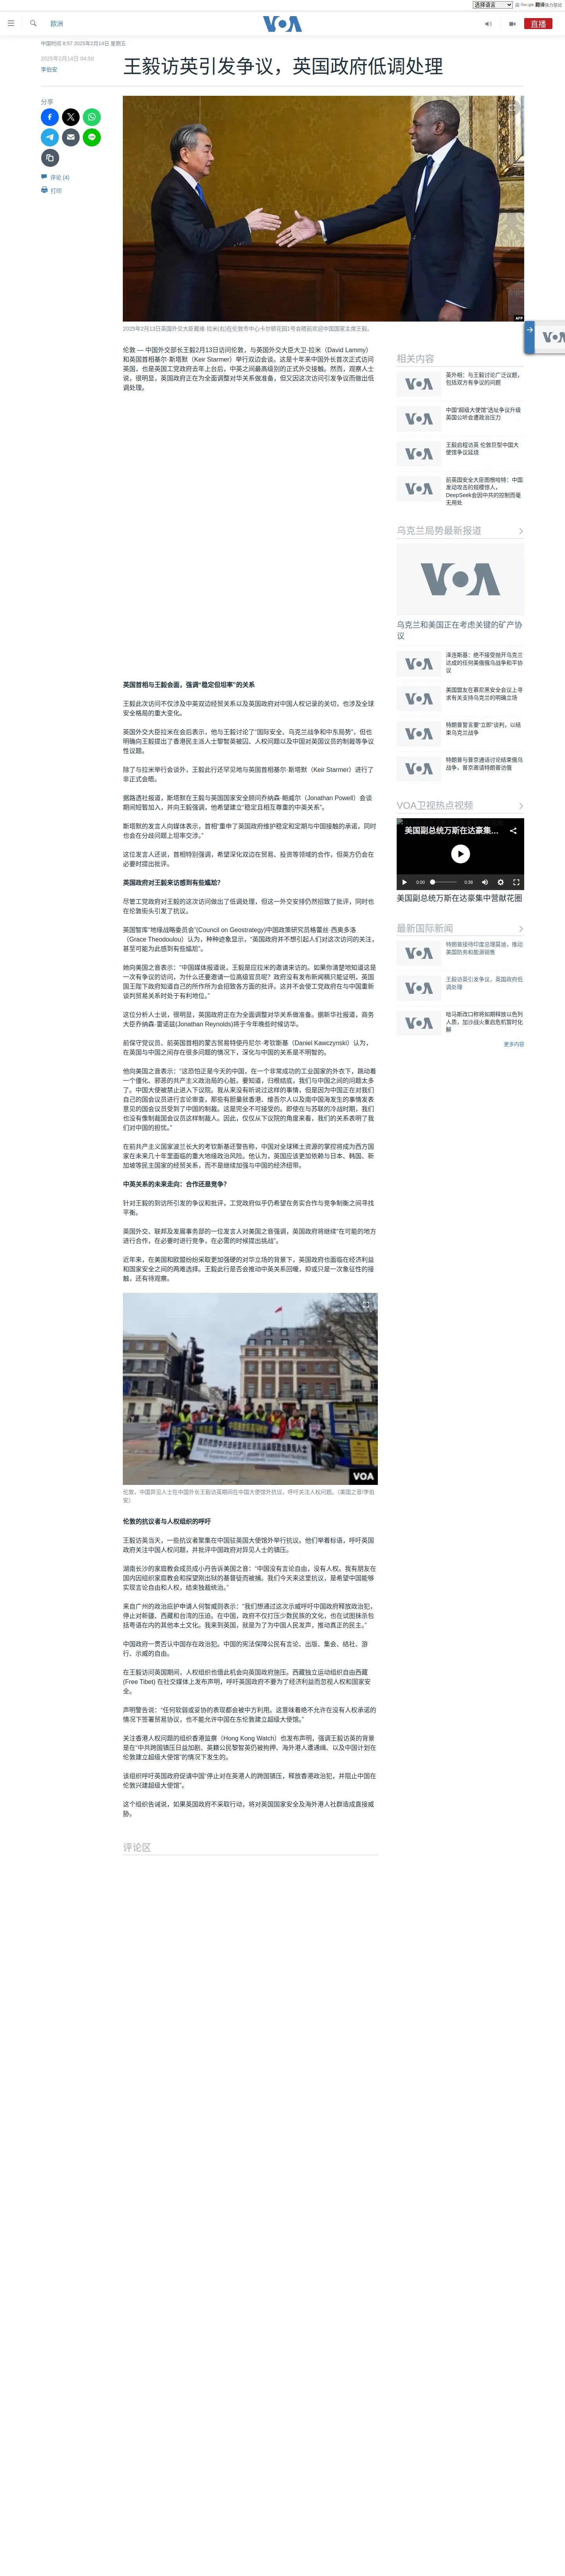 选择语言
Google 翻译强力驱动
欧洲
VOA
直播
中国时间 8:57 2025年2月14日 星期五
2025年2月14日 04:50
李伯安
王毅访英引发争议，英国政府低调处理
分享
评论 (4)
打印
AFP
2025年2月13日英国外交大臣戴维·拉米(右)在伦敦市中心卡尔顿花园1号会晤前欢迎中国国家主席王毅。
伦敦 — 中国外交部长王毅2月13日访问伦敦，与英国外交大臣大卫·拉米（David Lammy）
和英国首相基尔·斯塔默（Keir Starmer）举行双边会谈。这是十年来中国外长首次正式访问
英国，也是英国工党政府去年上台后，中英之间最高级别的正式外交接触。然而，观察人士
说，很明显，英国政府正在为全面调整对华关系做准备，但又因这次访问引发争议而做出低
调处理。
英国首相与王毅会面，强调“稳定但坦率”的关系
王毅此次访问不仅涉及中英双边经贸关系以及英国政府对中国人权记录的关切，也涉及全球
安全格局的重大变化。
英国外交大臣拉米在会后表示，他与王毅讨论了“国际安全、乌克兰战争和中东局势”，但也
明确向王毅提出了香港民主派人士黎智英被囚、人权问题以及中国对英国议员的制裁等争议
性议题。
除了与拉米举行会谈外，王毅此行还罕见地与英国首相基尔·斯塔默（Keir Starmer）进行了
非正式会晤。
据路透社报道，斯塔默在王毅与英国国家安全顾问乔纳森·鲍威尔（Jonathan Powell）会谈
期间短暂加入，并向王毅强调，他希望建立“稳定且相互尊重的中英关系”。
斯塔默的发言人向媒体表示，首相“重申了英国政府维护稳定和定期与中国接触的承诺，同时
也会在分歧问题上坦率交涉。”
这位发言人还说，首相特别强调，希望深化双边在贸易、投资等领域的合作，但英方仍会在
必要时提出批评。
英国政府对王毅来访感到有些尴尬？
尽管工党政府对王毅的这次访问做出了低调处理，但这一外交安排仍然招致了批评，同时也
在伦敦街头引发了抗议。
英国智库“地缘战略委员会”(Council on Geostrategy)中国政策研究员格蕾丝·西奥多洛
（Grace Theodoulou）认为，种种迹象显示，“英国政府并不想引起人们对这次访问的关注，
甚至可能为此感到有些尴尬”。
她向美国之音表示：“中国媒体报道说，王毅是应拉米的邀请来访的。如果你清楚地知道这是
一次有争议的访问，为什么还要邀请一位高级官员呢？政府没有发布新闻稿只能证明，英国
国王陛下政府知道自己的所作所为会招致各方面的批评。这并不会使工党政府在与中国重新
谈判贸易关系时处于有利地位。”
这位分析人士说，很明显，英国政府正在为全面调整对华关系做准备。据新华社报道，商务
大臣乔纳森·雷诺兹(Jonathan Reynolds)将于今年晚些时候访华。
前保守党议员、前英国首相的蒙古贸易特使丹尼尔·考钦斯基（Daniel Kawczynski）认为，
在英国与中国之间存在很多问题的情况下，深化与中国的关系是不明智的。
他向美国之音表示：“这恐怕正是今天的中国，在一个非常成功的工业国家的外衣下，跳动着
一个僵化、邪恶的共产主义政治局的心脏。要知道，归根结底，我们与中国之间的问题太多
了。中国大使被禁止进入下议院。我从来没有听说过这样的事情，但是因为中国正在对我们
自己的国会议员进行言论审查，那些有胆量就香港、维吾尔人以及南中国海发生的事情发表
意见的国会议员受到了中国的制裁。这是完全不可接受的。即使在与苏联的冷战时期，我们
也没有像制裁国会议员这样制裁人。因此，仅仅从下议院的角度来看，我们的关系表明了我
们对中国的担忧。”
在前共产主义国家波兰长大的考钦斯基还警告称，中国对全球稀土资源的掌控将成为西方国
家在未来几十年里面临的重大地缘政治风险。他认为，英国应该更加依赖与日本、韩国、新
加坡等民主国家的经贸关系，而不是继续加强与中国的经济纽带。
中英关系的未来走向：合作还是竞争？
针对王毅的到访所引发的争议和批评，工党政府似乎仍希望在务实合作与竞争制衡之间寻找
平衡。
英国外交、联邦及发展事务部的一位发言人对美国之音强调，英国政府将继续“在可能的地方
进行合作，在必要时进行竞争，在必需的时候提出挑战”。
近年来，在美国和欧盟纷纷采取更加强硬的对华立场的背景下，英国政府也面临在经济利益
和国家安全之间的两难选择。王毅此行是否会推动中英关系回暖，抑或只是一次象征性的接
触，还有待观察。
VOA
伦敦，中国异见人士在中国外长王毅访英期间在中国大使馆外抗议，呼吁关注人权问题。（美国之音/李伯
安）
伦敦的抗议者与人权组织的呼吁
王毅访英当天，一些抗议者聚集在中国驻英国大使馆外举行抗议。他们举着标语，呼吁英国
政府关注中国人权问题，并批评中国政府对异见人士的镇压。
湖南长沙的家庭教会成员成小丹告诉美国之音：“中国没有言论自由，没有人权。我有朋友在
国内因组织家庭教会和探望刚出狱的基督徒而被捕。我们今天来这里抗议，是希望中国能够
实现言论自由和人权，结束独裁统治。”
来自广州的政治庇护申请人何智威则表示：“我们想通过这次示威呼吁中国政府释放政治犯，
停止对新疆、西藏和台湾的压迫。在中国，政府不仅打压少数民族的文化，也在试图抹杀包
括粤语在内的其他本土文化。我来到英国，就是为了为中国人民发声，推动真正的民主。”
中国政府一贯否认中国存在政治犯。中国的宪法保障公民有言论、出版、集会、结社、游
行、示威的自由。
在王毅访问英国期间，人权组织也借此机会向英国政府施压。西藏独立运动组织自由西藏
(Free Tibet) 在社交媒体上发布声明，呼吁英国政府不要为了经济利益而忽视人权和国家安
全。
声明警告说：“任何软弱或妥协的表现都会被中方利用。这意味着绝不允许在没有人权承诺的
情况下签署贸易协议，也不能允许中国在东伦敦建立超级大使馆。”
关注香港人权问题的组织香港监察（Hong Kong Watch）也发布声明，强调王毅访英的背景
是在“中共跨国镇压日益加剧、英籍公民黎智英仍被拘押、海外港人遭通缉、以及中国计划在
伦敦建立超级大使馆”的情况下发生的。
该组织呼吁英国政府促请中国“停止对在英港人的跨国镇压，释放香港政治犯，并阻止中国在
伦敦兴建超级大使馆”。
这个组织告诫说，如果英国政府不采取行动，将对英国国家安全及海外港人社群造成直接威
胁。
评论区
相关内容
英外相：与王毅讨论广泛议题，
包括双方有争议的问题
中国“超级大使馆”选址争议升级
英国公听会遭政治压力
王毅启程访英 伦敦巨型中国大
使馆争议延烧
前英国安全大臣图根哈特：中国
发动攻击的规模惊人，
DeepSeek会因中共的控制而毫
无用处
乌克兰局势最新报道
VOA
乌克兰和美国正在考虑关键的矿产协
议
泽连斯基：绝不接受抛开乌克兰
达成的任何美俄俄乌战争和平协
议
美国盟友在慕尼黑安全会议上寻
求有关支持乌克兰的明确立场
特朗普誓言要“立即”谈判，以结
束乌克兰战争
特朗普与普京通话讨论结束俄乌
战争，普京邀请特朗普访俄
VOA卫视热点视频
美国副总统万斯在达豪集...
0:00
0:36
美国副总统万斯在达豪集中营献花圈
最新国际新闻
特朗普接待印度总理莫迪，推动
美国防务和能源销售
王毅访英引发争议，英国政府低
调处理
哈马斯改口称将如期释放以色列
人质，加沙战火重启危机暂时化
解
更多内容